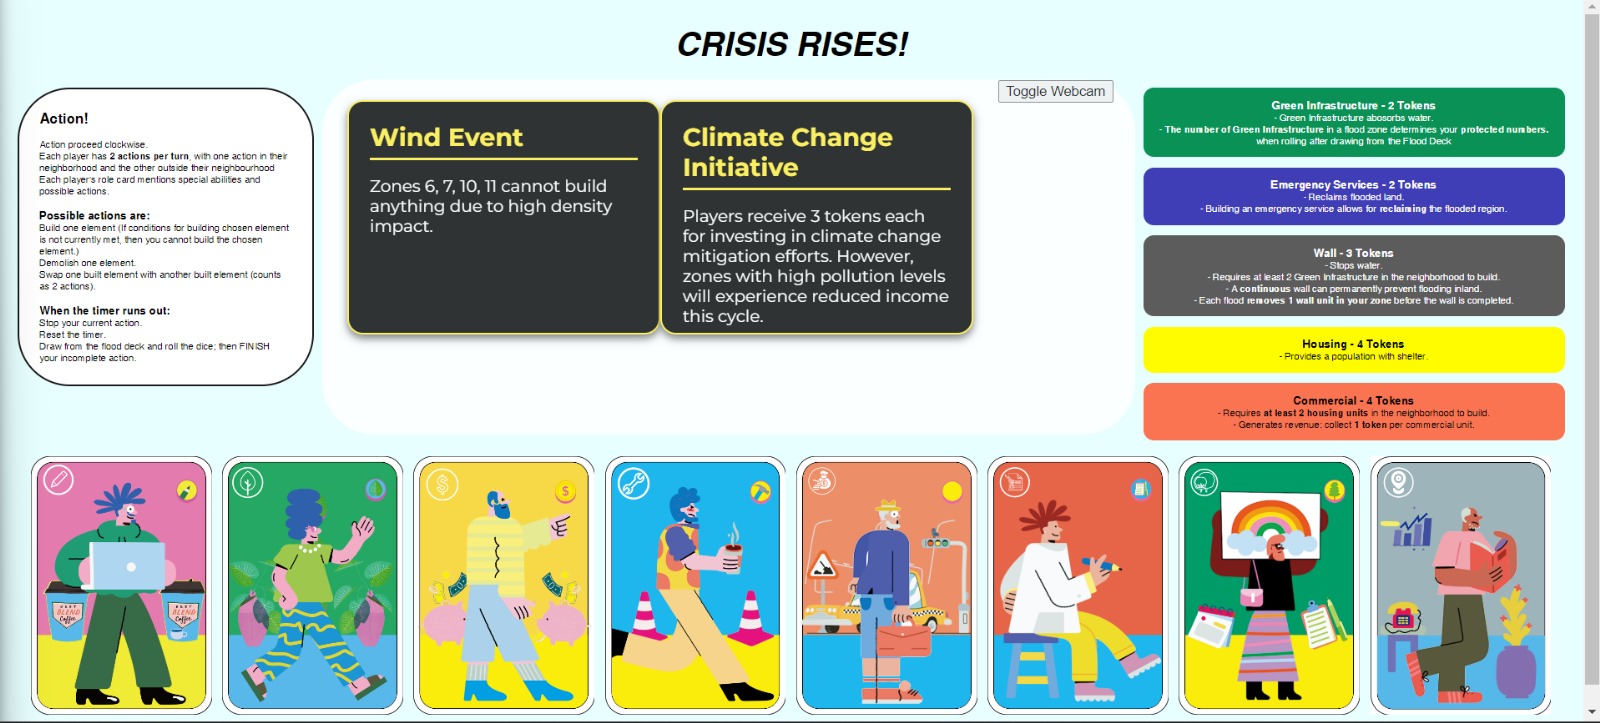 CRISIS RISES!
Action!
Action proceed clockwise.
Each player has 2 actions per turn, with one action in their
neighborhood and the other outside their neighbourhood
Each player's role card mentions special abilities and
possible actions.
Possible actions are:
Build one element (If conditions for building chosen element
is not currently met, then you cannot build the chosen
element.)
Demolish one element.
Swap one built element with another built element (counts
as 2 actions).
When the timer runs out:
Stop your current action.
Reset the timer.
Draw from the flood deck and roll the dice; then FINISH
your incomplete action.
Toggle Webcam
Wind Event
Zones 6, 7, 10, 11 cannot build
anything due to high density
impact.
Climate Change
Initiative
Players receive 3 tokens each
for investing in climate change
mitigation efforts. However,
zones with high pollution levels
will experience reduced income
this cycle.
Green Infrastructure - 2 Tokens
- Green Infrastructure abosorbs water.
- The number of Green Infrastructure in a flood zone determines your protected numbers.
when rolling after drawing from the Flood Deck
Emergency Services - 2 Tokens
- Reclaims flooded land.
- Building an emergency service allows for reclaiming the flooded region.
Wall - 3 Tokens
- Stops water.
- Requires at least 2 Green Infrastructure in the neighborhood to build.
- A continuous wall can permanently prevent flooding inland.
- Each flood removes 1 wall unit in your zone before the wall is completed.
Housing - 4 Tokens
- Provides a population with shelter.
Commercial - 4 Tokens
- Requires at least 2 housing units in the neighborhood to build.
- Generates revenue: collect 1 token per commercial unit.
BLEND
Coffee
BLEND
Coffee